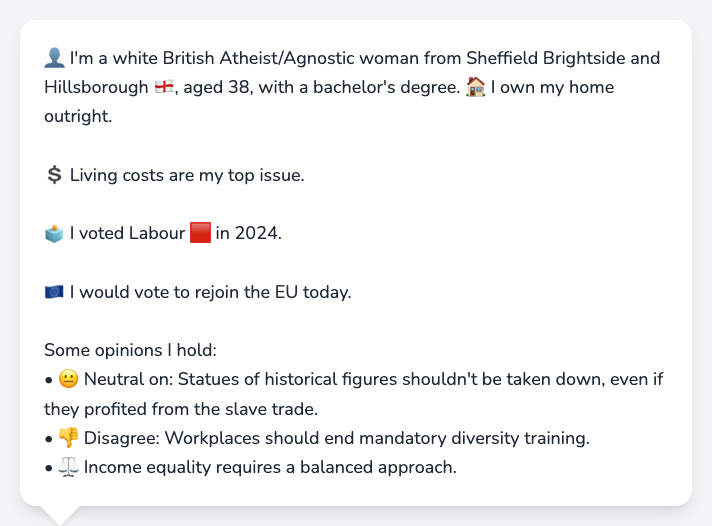 👤 I'm a white British Atheist/Agnostic woman from Sheffield Brightside and
Hillsborough 🏴󠁧󠁢󠁥󠁮󠁧󠁿, aged 38, with a bachelor's degree. 🏠 I own my home
outright.
💲 Living costs are my top issue.
🗳️ I voted Labour 🟥 in 2024.
🇪🇺 I would vote to rejoin the EU today.
Some opinions I hold:
• 😐 Neutral on: Statues of historical figures shouldn't be taken down, even if
they profited from the slave trade.
• 👎 Disagree: Workplaces should end mandatory diversity training.
• ⚖️ Income equality requires a balanced approach.